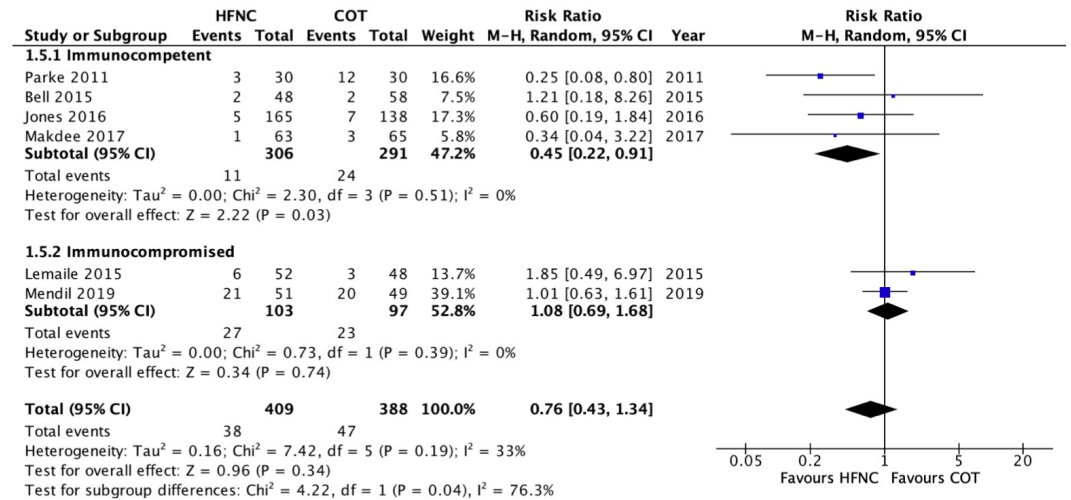 HFNC COT Risk Ratio Risk Ratio
Study or Subgroup Events Total Events Total Weight M-H, Random, 95% CI Year M-H, Random, 95% CI
1.5.1 Immunocompetent
Parke 2011 3 30 12 30 16.6% 0.25 [0.08, 0.80] 2011
Bell 2015 2 48 2 58 7.5% 1.21 [0.18, 8.26] 2015
Jones 2016 5 165 7 138 17.3% 0.60 [0.19, 1.84] 2016
Makdee 2017 1 63 3 65 5.8% 0.34 [0.04, 3.22] 2017
Subtotal (95% CI) 306 291 47.2% 0.45 [0.22, 0.91]
Total events 11 24
Heterogeneity: Tau² = 0.00; Chi² = 2.30, df = 3 (P = 0.51); I² = 0%
Test for overall effect: Z = 2.22 (P = 0.03)
1.5.2 Immunocompromised
Lemaile 2015 6 52 3 48 13.7% 1.85 [0.49, 6.97] 2015
Mendil 2019 21 51 20 49 39.1% 1.01 [0.63, 1.61] 2019
Subtotal (95% CI) 103 97 52.8% 1.08 [0.69, 1.68]
Total events 27 23
Heterogeneity: Tau² = 0.00; Chi² = 0.73, df = 1 (P = 0.39); I² = 0%
Test for overall effect: Z = 0.34 (P = 0.74)
Total (95% CI) 409 388 100.0% 0.76 [0.43, 1.34]
Total events 38 47
Heterogeneity: Tau² = 0.16; Chi² = 7.42, df = 5 (P = 0.19); I² = 33%
Test for overall effect: Z = 0.96 (P = 0.34)
Test for subgroup differences: Chi² = 4.22, df = 1 (P = 0.04), I² = 76.3%
0.05 0.2 1 5 20
Favours HFNC Favours COT